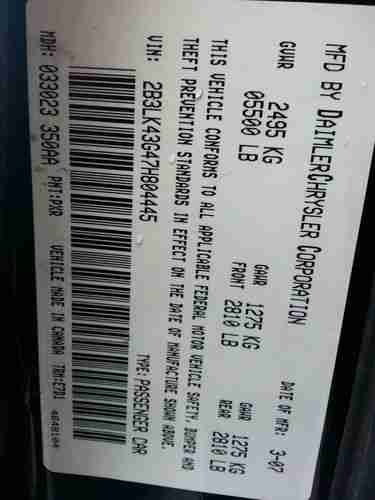 MFD BY DAIMLERCHRYSLER CORPORATION
DATE OF MFR: 3-07
GVWR 2495 KG
05500 LB
GAWR FRONT 1275 KG
2810 LB
GAWR REAR 1275 KG
2810 LB
THIS VEHICLE CONFORMS TO ALL APPLICABLE FEDERAL MOTOR VEHICLE SAFETY, BUMPER AND
THEFT PREVENTION STANDARDS IN EFFECT ON THE DATE OF MANUFACTURE SHOWN ABOVE.
VIN: 2B3LK43G47H804445
TYPE: PASSENGER CAR
MDH: 033023 350AA
PNT:PXR
VEHICLE MADE IN CANADA
TRM:E7D1